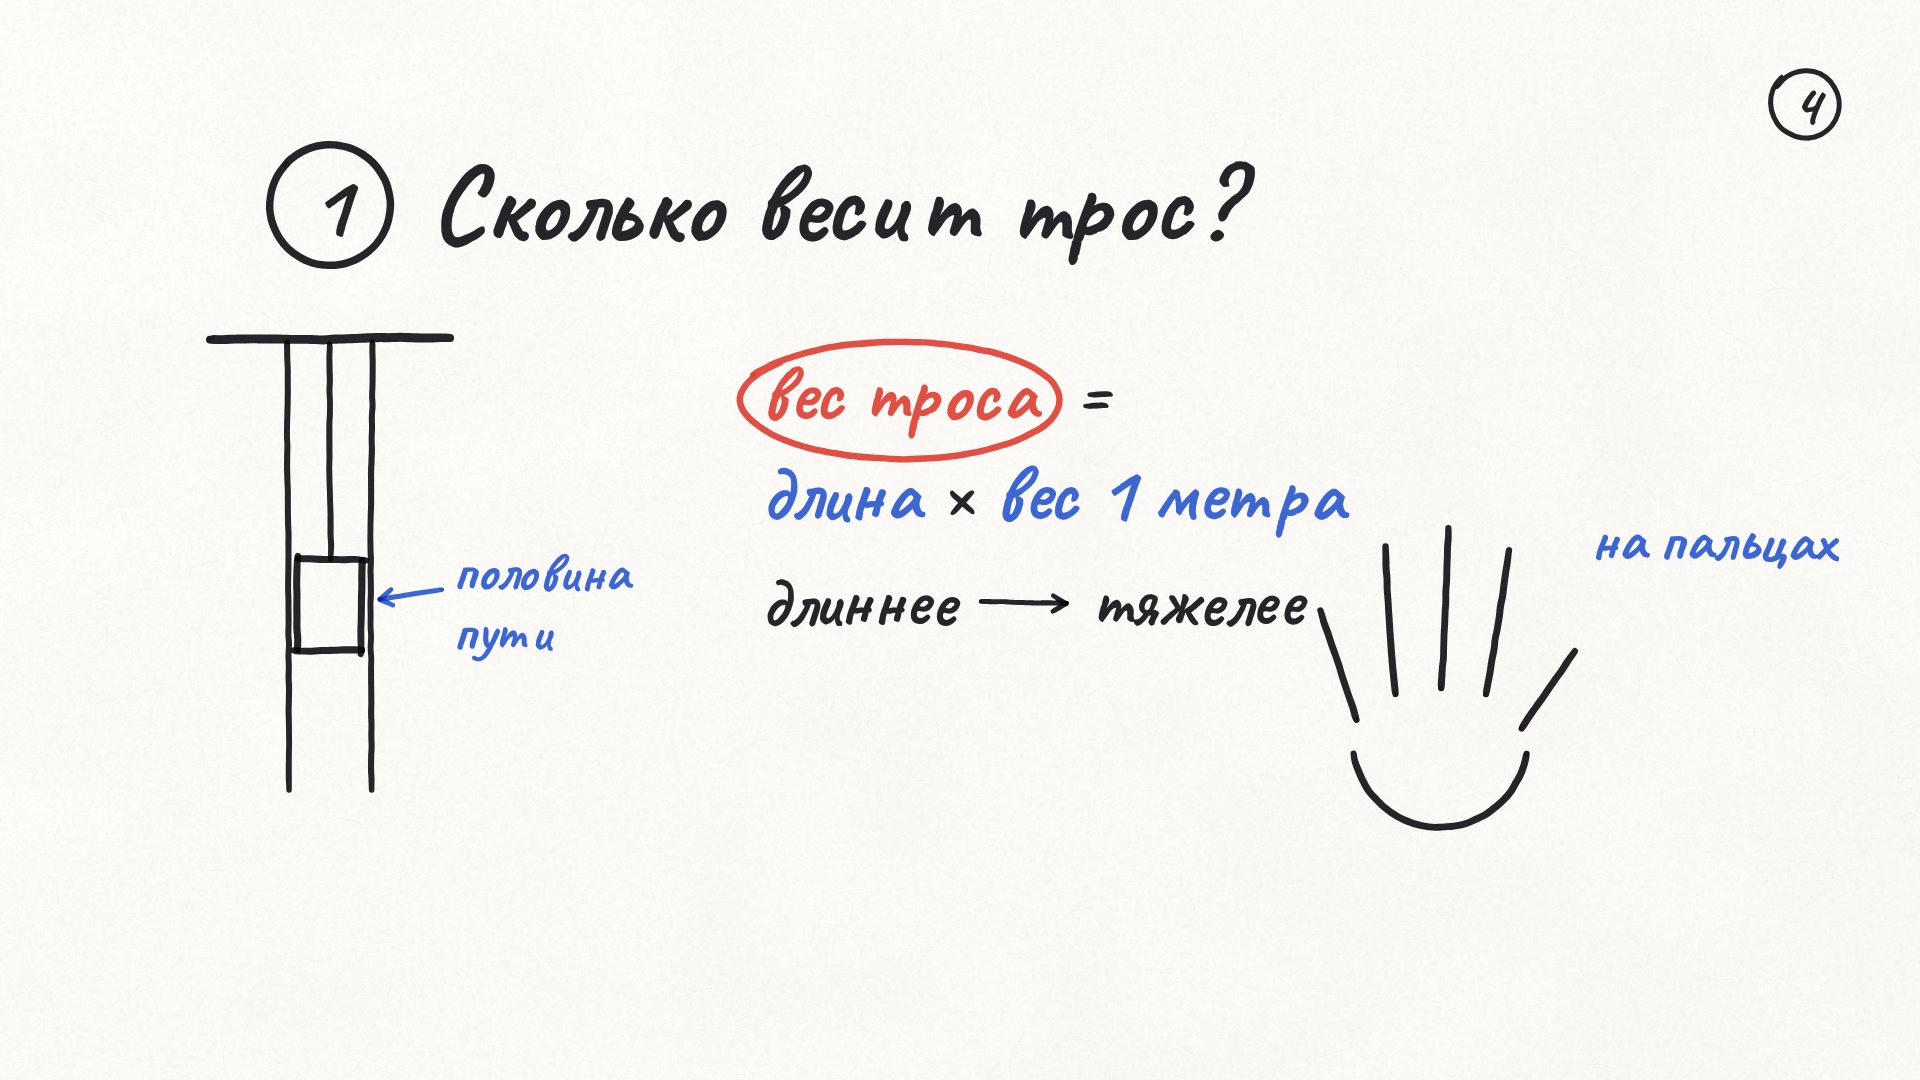 4
1 Сколько весит трос?
вес троса =
длина × вес 1 метра
длиннее → тяжелее
половина
пути
на пальцах